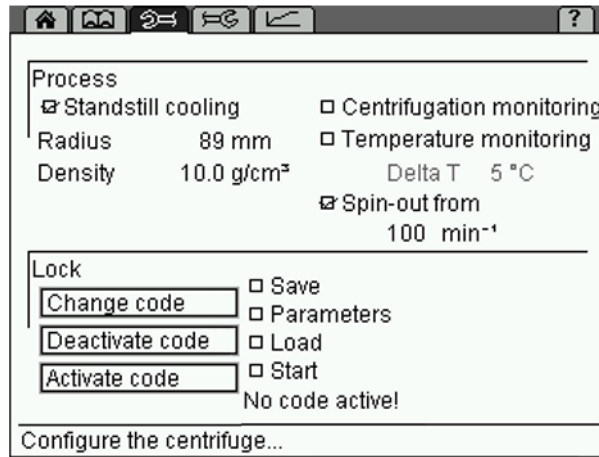 ?
Process
Standstill cooling
Centrifugation monitoring
Radius 89 mm
Temperature monitoring
Density 10.0 g/cm³
Delta T 5 °C
Spin-out from
100 min⁻¹
Lock
Change code
Deactivate code
Activate code
Save
Parameters
Load
Start
No code active!
Configure the centrifuge...